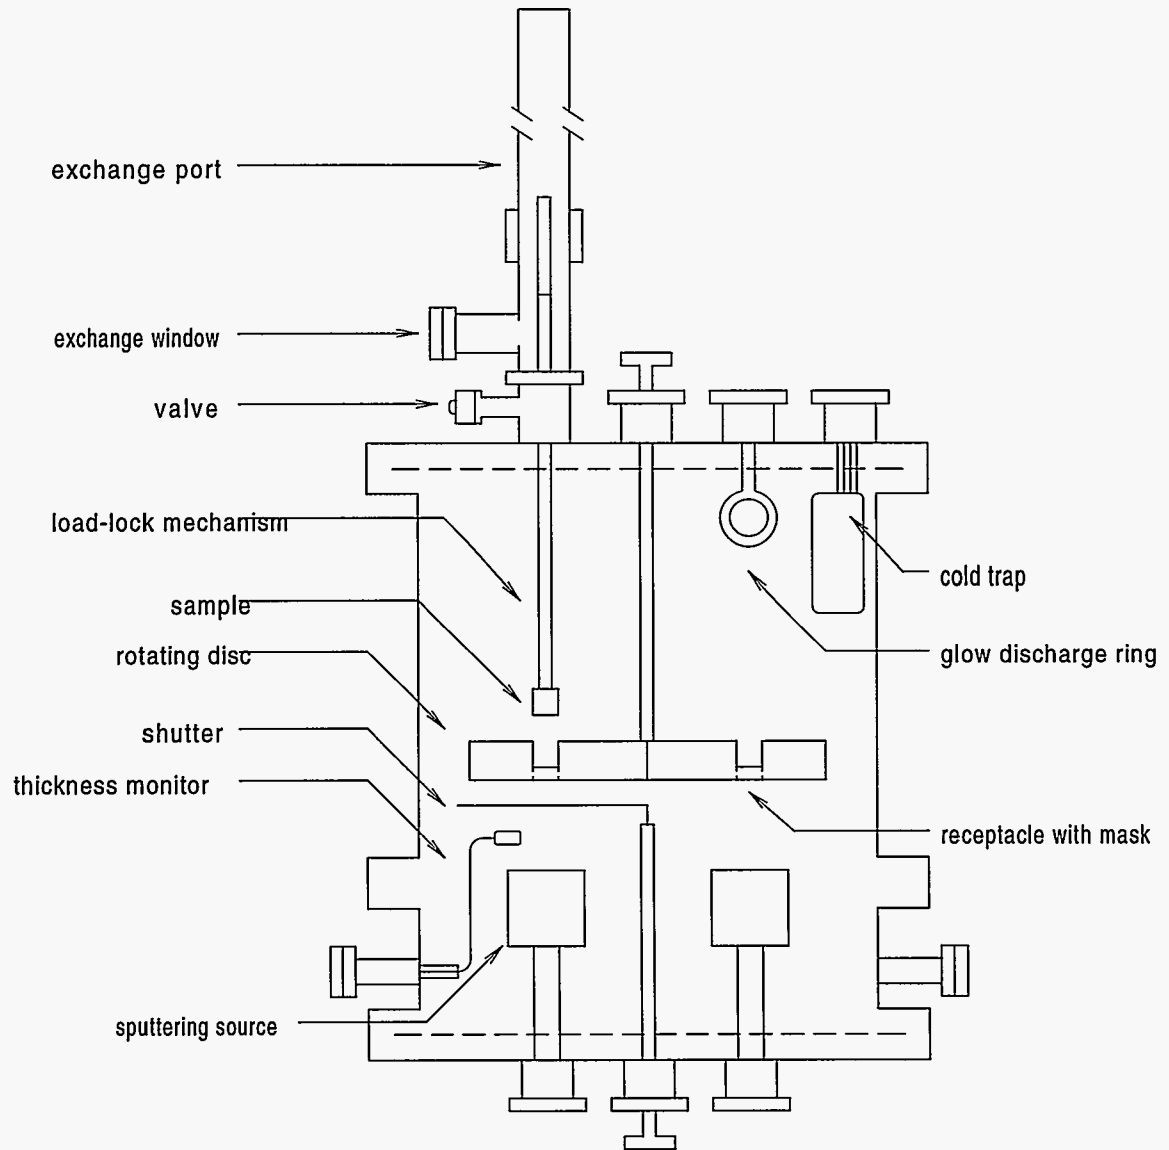 exchange port
exchange window
valve
load-lock mechanism
cold trap
sample
rotating disc
glow discharge ring
shutter
thickness monitor
receptacle with mask
sputtering source